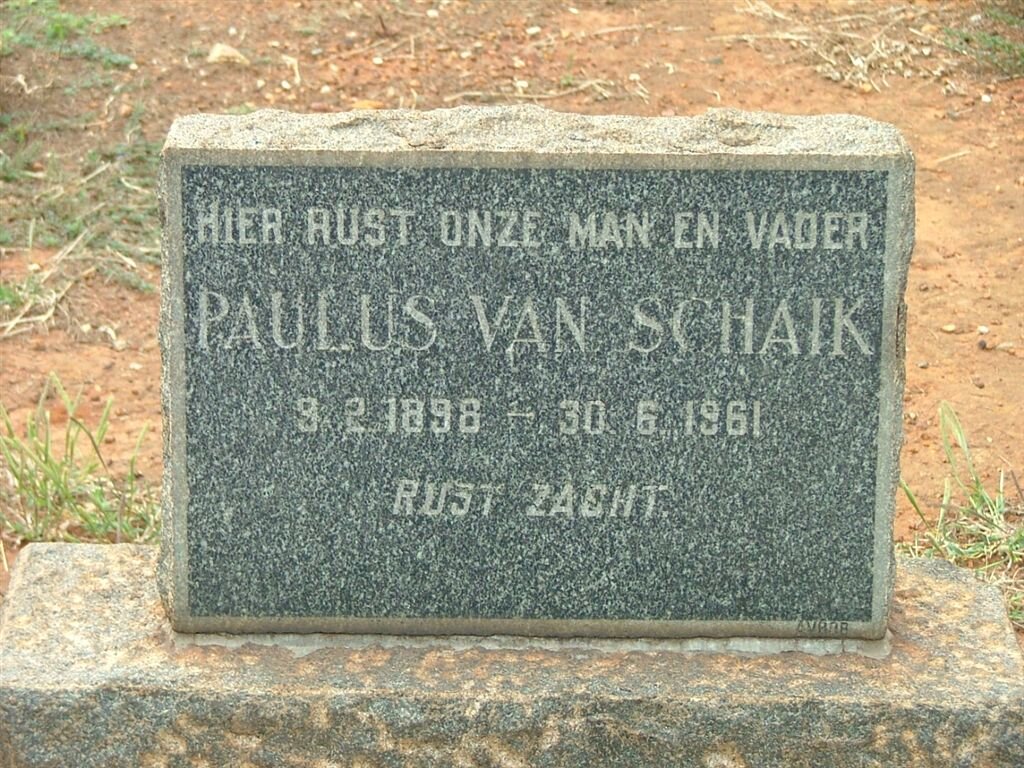 HIER RUST ONZE MAN EN VADER
PAULUS VAN SCHAIK
9.2.1898 - 30.6.1961
RUST ZACHT.